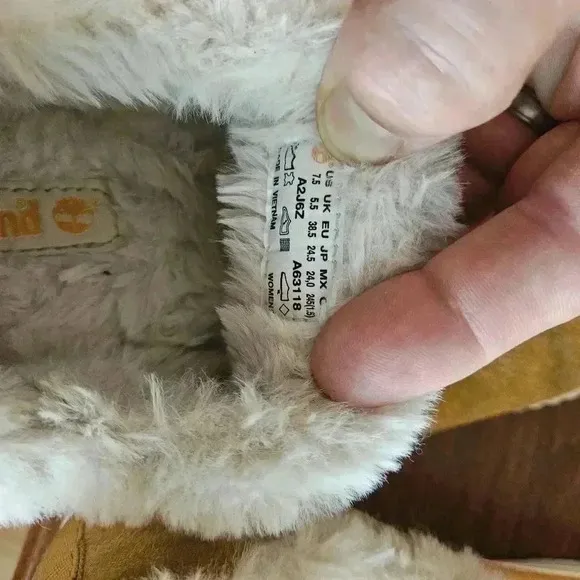 US UK EU JP MX
7.5 5.5 38.5 24.5 24.0 245(1.5)
A2J6Z A63118
MADE IN VIETNAM WOMEN